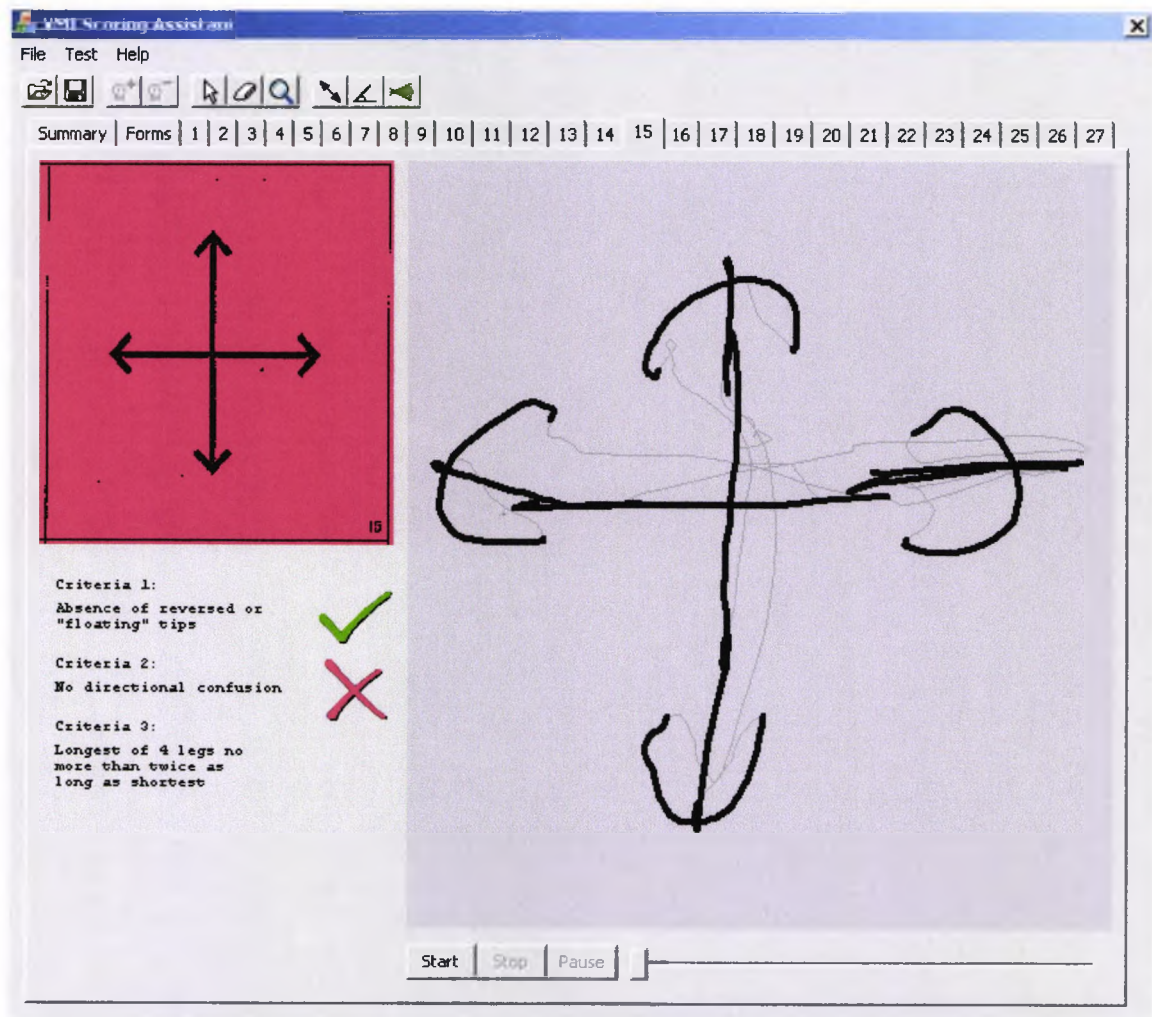 VMI Scoring Assistant
File Test Help
Summary Forms 1 2 3 4 5 6 7 8 9 10 11 12 13 14 15 16 17 18 19 20 21 22 23 24 25 26 27
15
Criteria 1:
Absence of reversed or
"floating" tips
Criteria 2:
No directional confusion
Criteria 3:
Longest of 4 legs no
more than twice as
long as shortest
Start Stop Pause